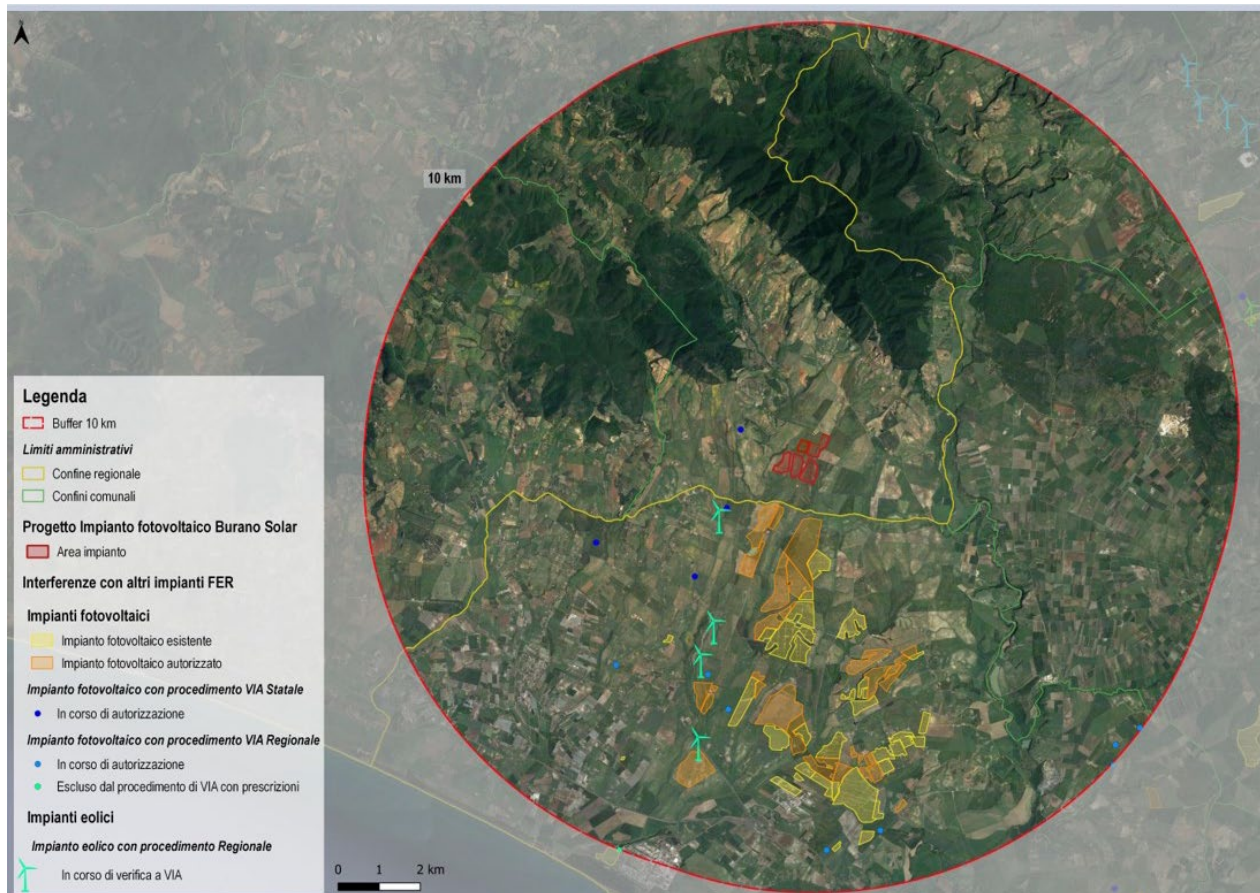 N
10 km
Legenda
Buffer 10 km
Limiti amministrativi
Confine regionale
Confini comunali
Progetto Impianto fotovoltaico Burano Solar
Area impianto
Interferenze con altri impianti FER
Impianti fotovoltaici
Impianto fotovoltaico esistente
Impianto fotovoltaico autorizzato
Impianto fotovoltaico con procedimento VIA Statale
In corso di autorizzazione
Impianto fotovoltaico con procedimento VIA Regionale
In corso di autorizzazione
Escluso dal procedimento di VIA con prescrizioni
Impianti eolici
Impianto eolico con procedimento Regionale
In corso di verifica a VIA
0 1 2 km